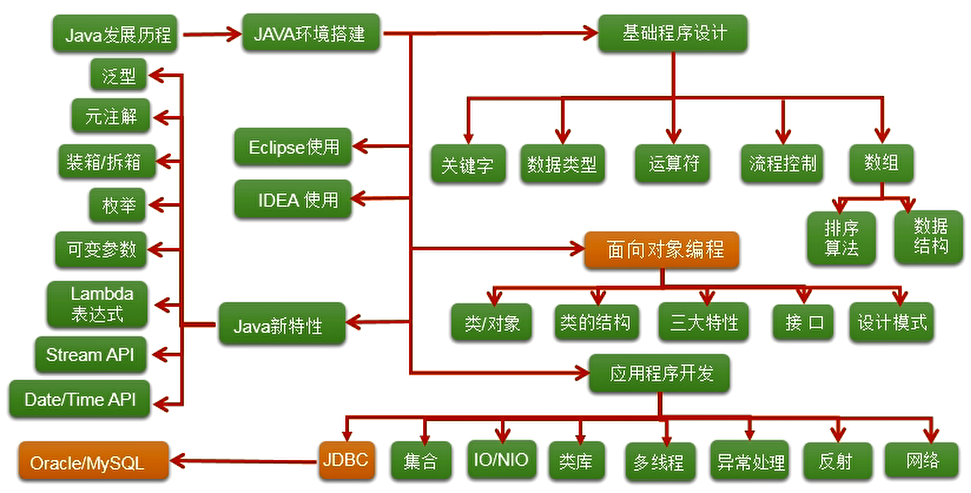 Java发展历程
JAVA环境搭建
基础程序设计
泛型
元注解
装箱/拆箱
枚举
可变参数
Lambda
表达式
Stream API
Date/Time API
Eclipse使用
IDEA 使用
Java新特性
关键字
数据类型
运算符
流程控制
数组
排序
算法
数据
结构
面向对象编程
类/对象
类的结构
三大特性
接 口
设计模式
应用程序开发
Oracle/MySQL
JDBC
集合
IO/NIO
类库
多线程
异常处理
反射
网络